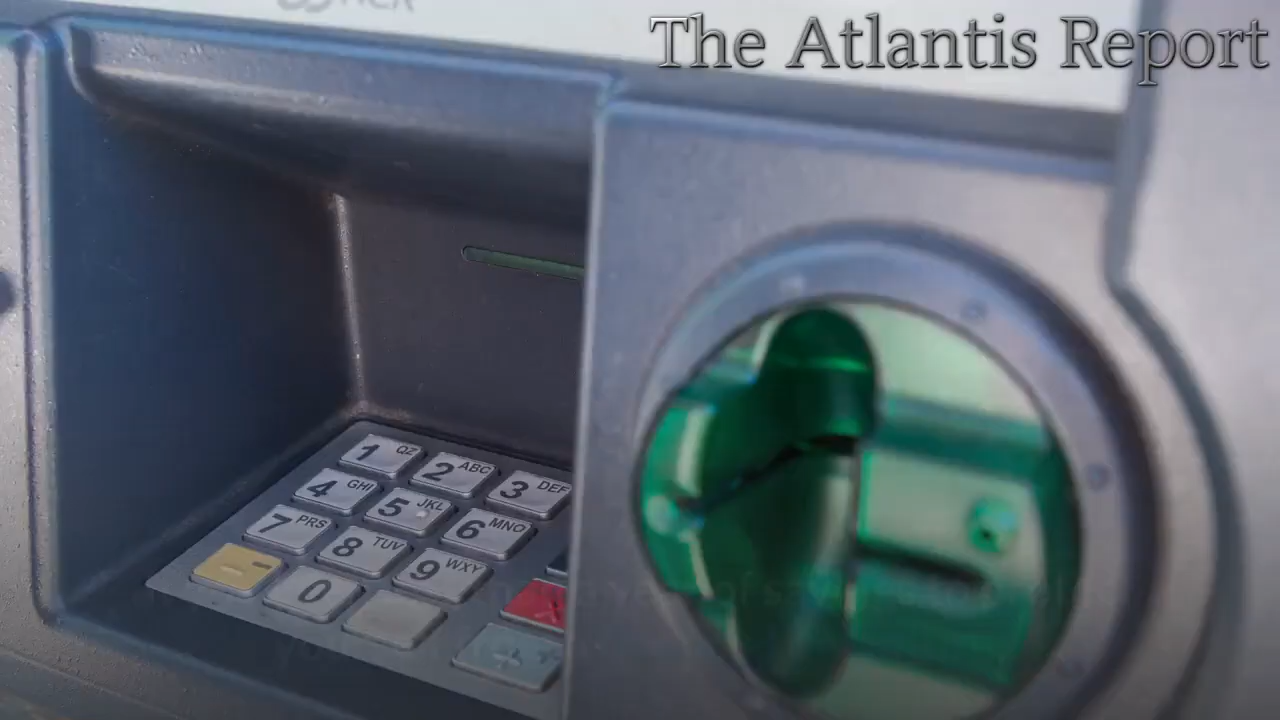 The Atlantis Report
1 QZ
2 ABC
3 DEF
4 GHI
5 JKL
6 MNO
7 PRS
8 TUV
9 WXY
0